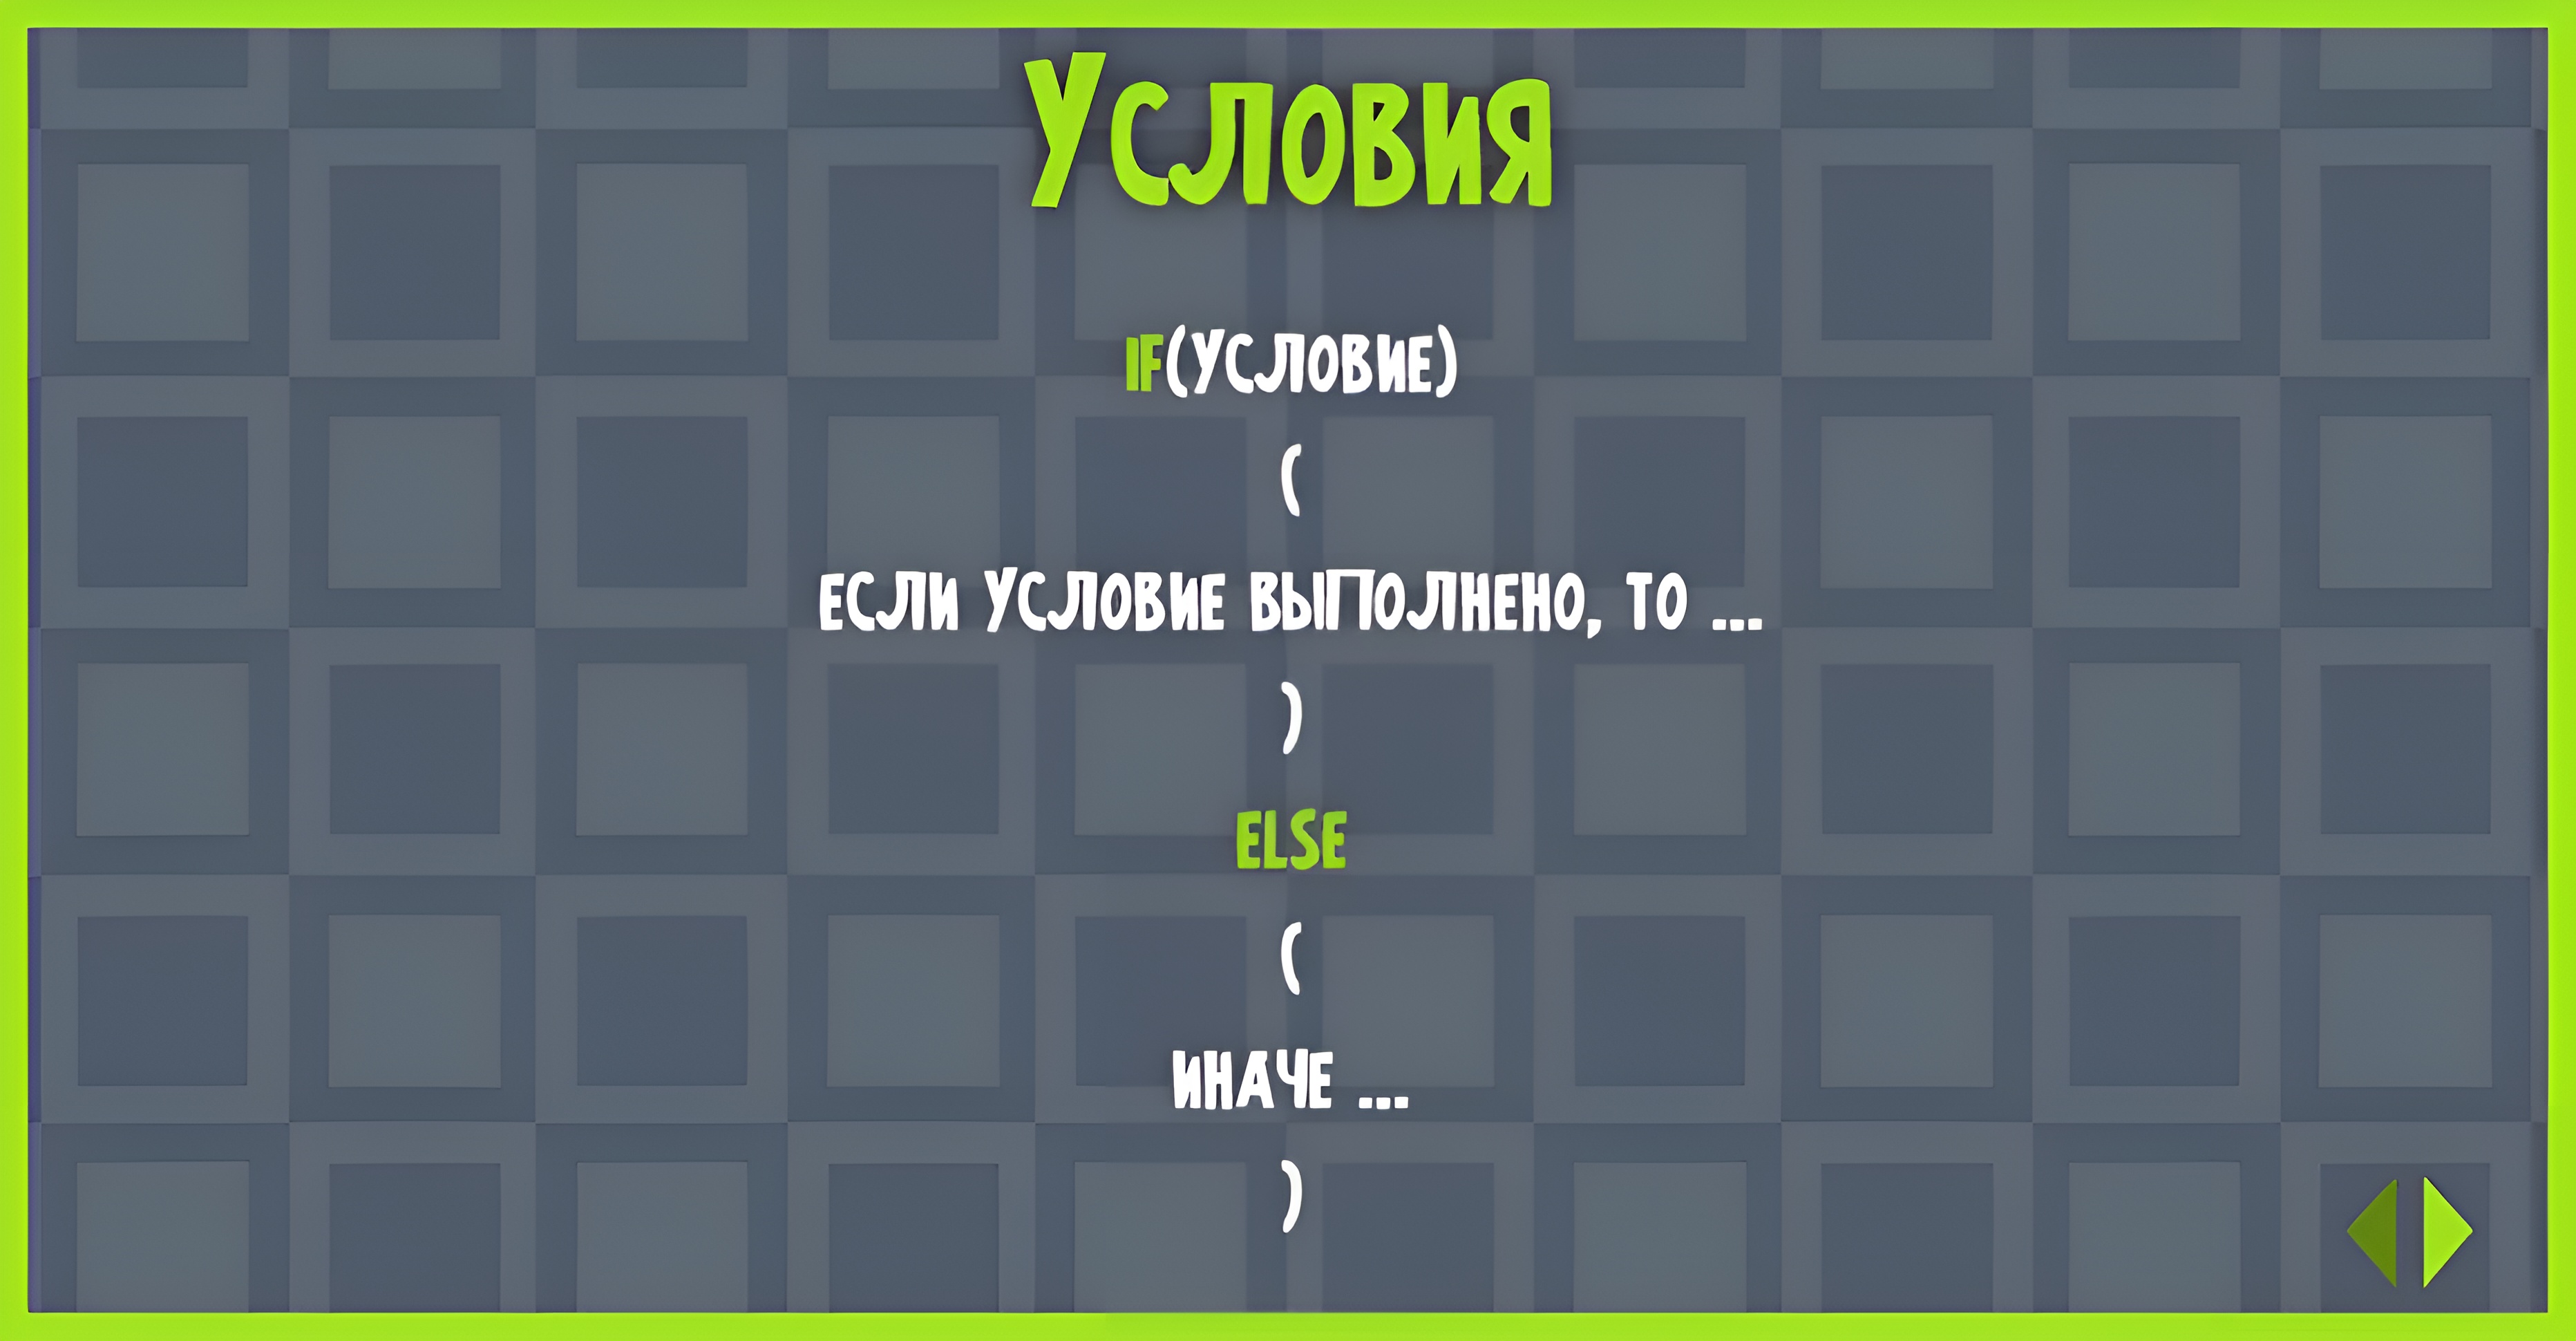 Условия
IF(УСЛОВИЕ)
(
ЕСЛИ УСЛОВИЕ ВЫПОЛНЕНО, ТО ...
)
ELSE
(
ИНАЧЕ ...
)